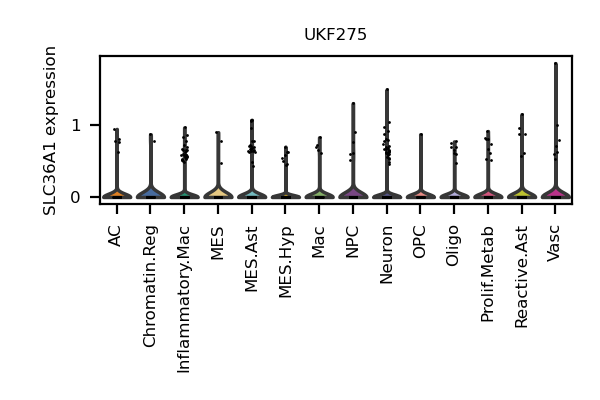 UKF275
SLC36A1 expression
1
0
AC
Chromatin.Reg
Inflammatory.Mac
MES
MES.Ast
MES.Hyp
Mac
NPC
Neuron
OPC
Oligo
Prolif.Metab
Reactive.Ast
Vasc